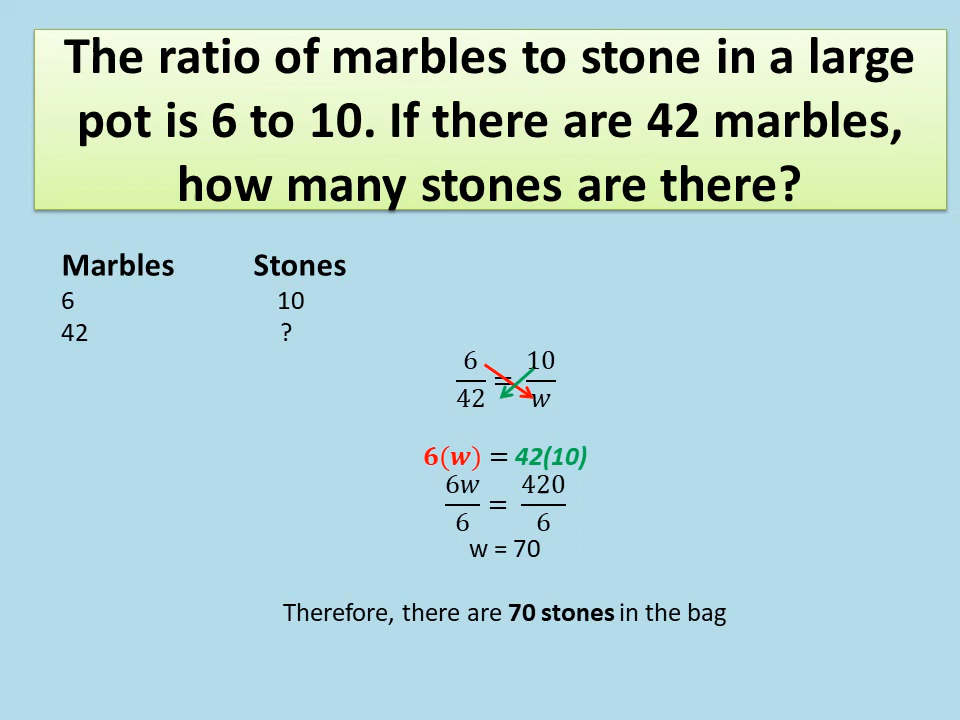 The ratio of marbles to stone in a large
pot is 6 to 10. If there are 42 marbles,
how many stones are there?
Marbles Stones
6 10
42 ?
6/42 = 10/w
6(w) = 42(10)
6w/6 = 420/6
w = 70
Therefore, there are 70 stones in the bag